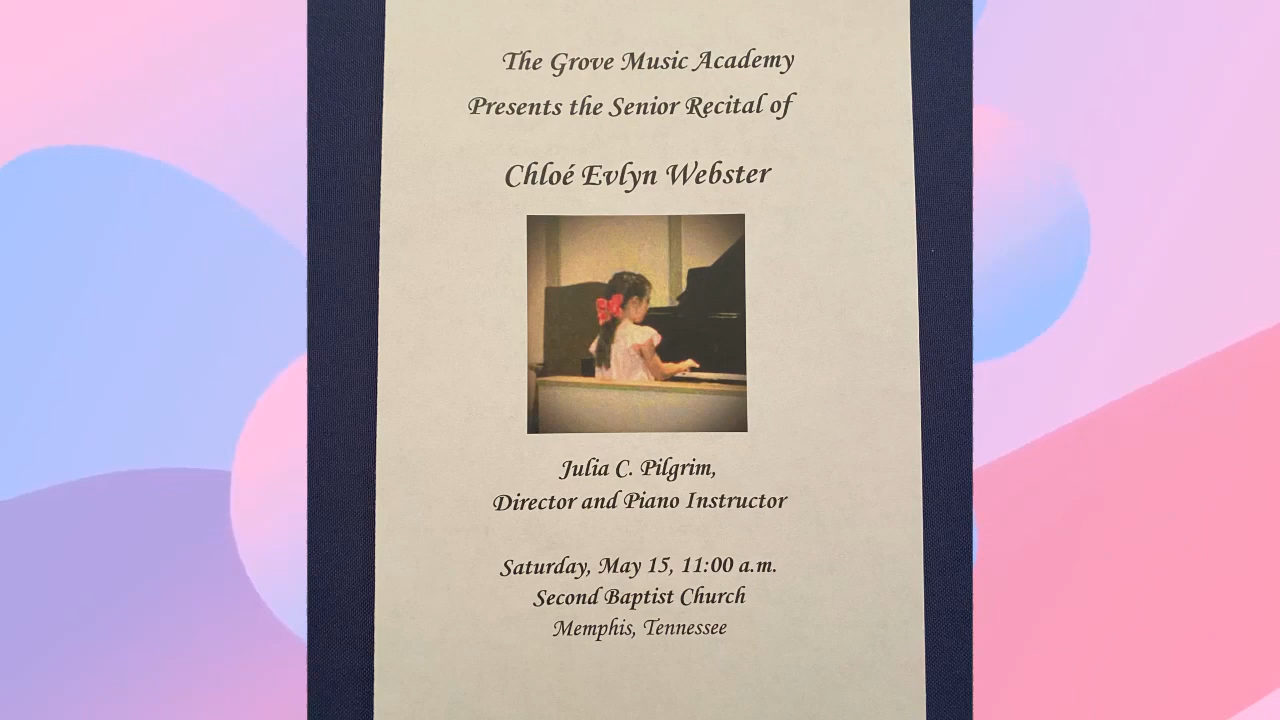 The Grove Music Academy
Presents the Senior Recital of
Chloé Evlyn Webster
Julia C. Pilgrim,
Director and Piano Instructor
Saturday, May 15, 11:00 a.m.
Second Baptist Church
Memphis, Tennessee